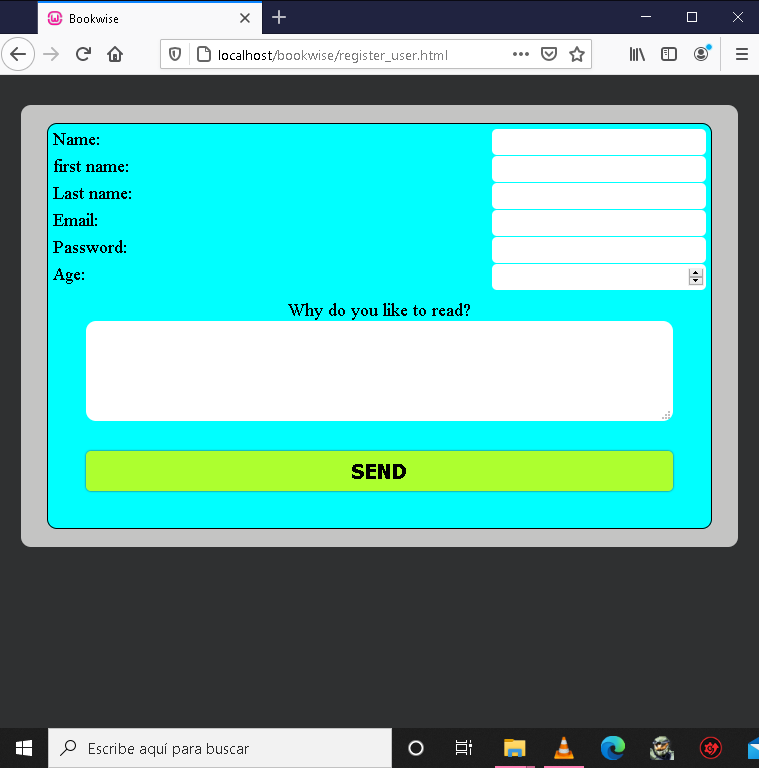 Bookwise
localhost/bookwise/register_user.html
Name:
first name:
Last name:
Email:
Password:
Age:
Why do you like to read?
SEND
Escribe aquí para buscar